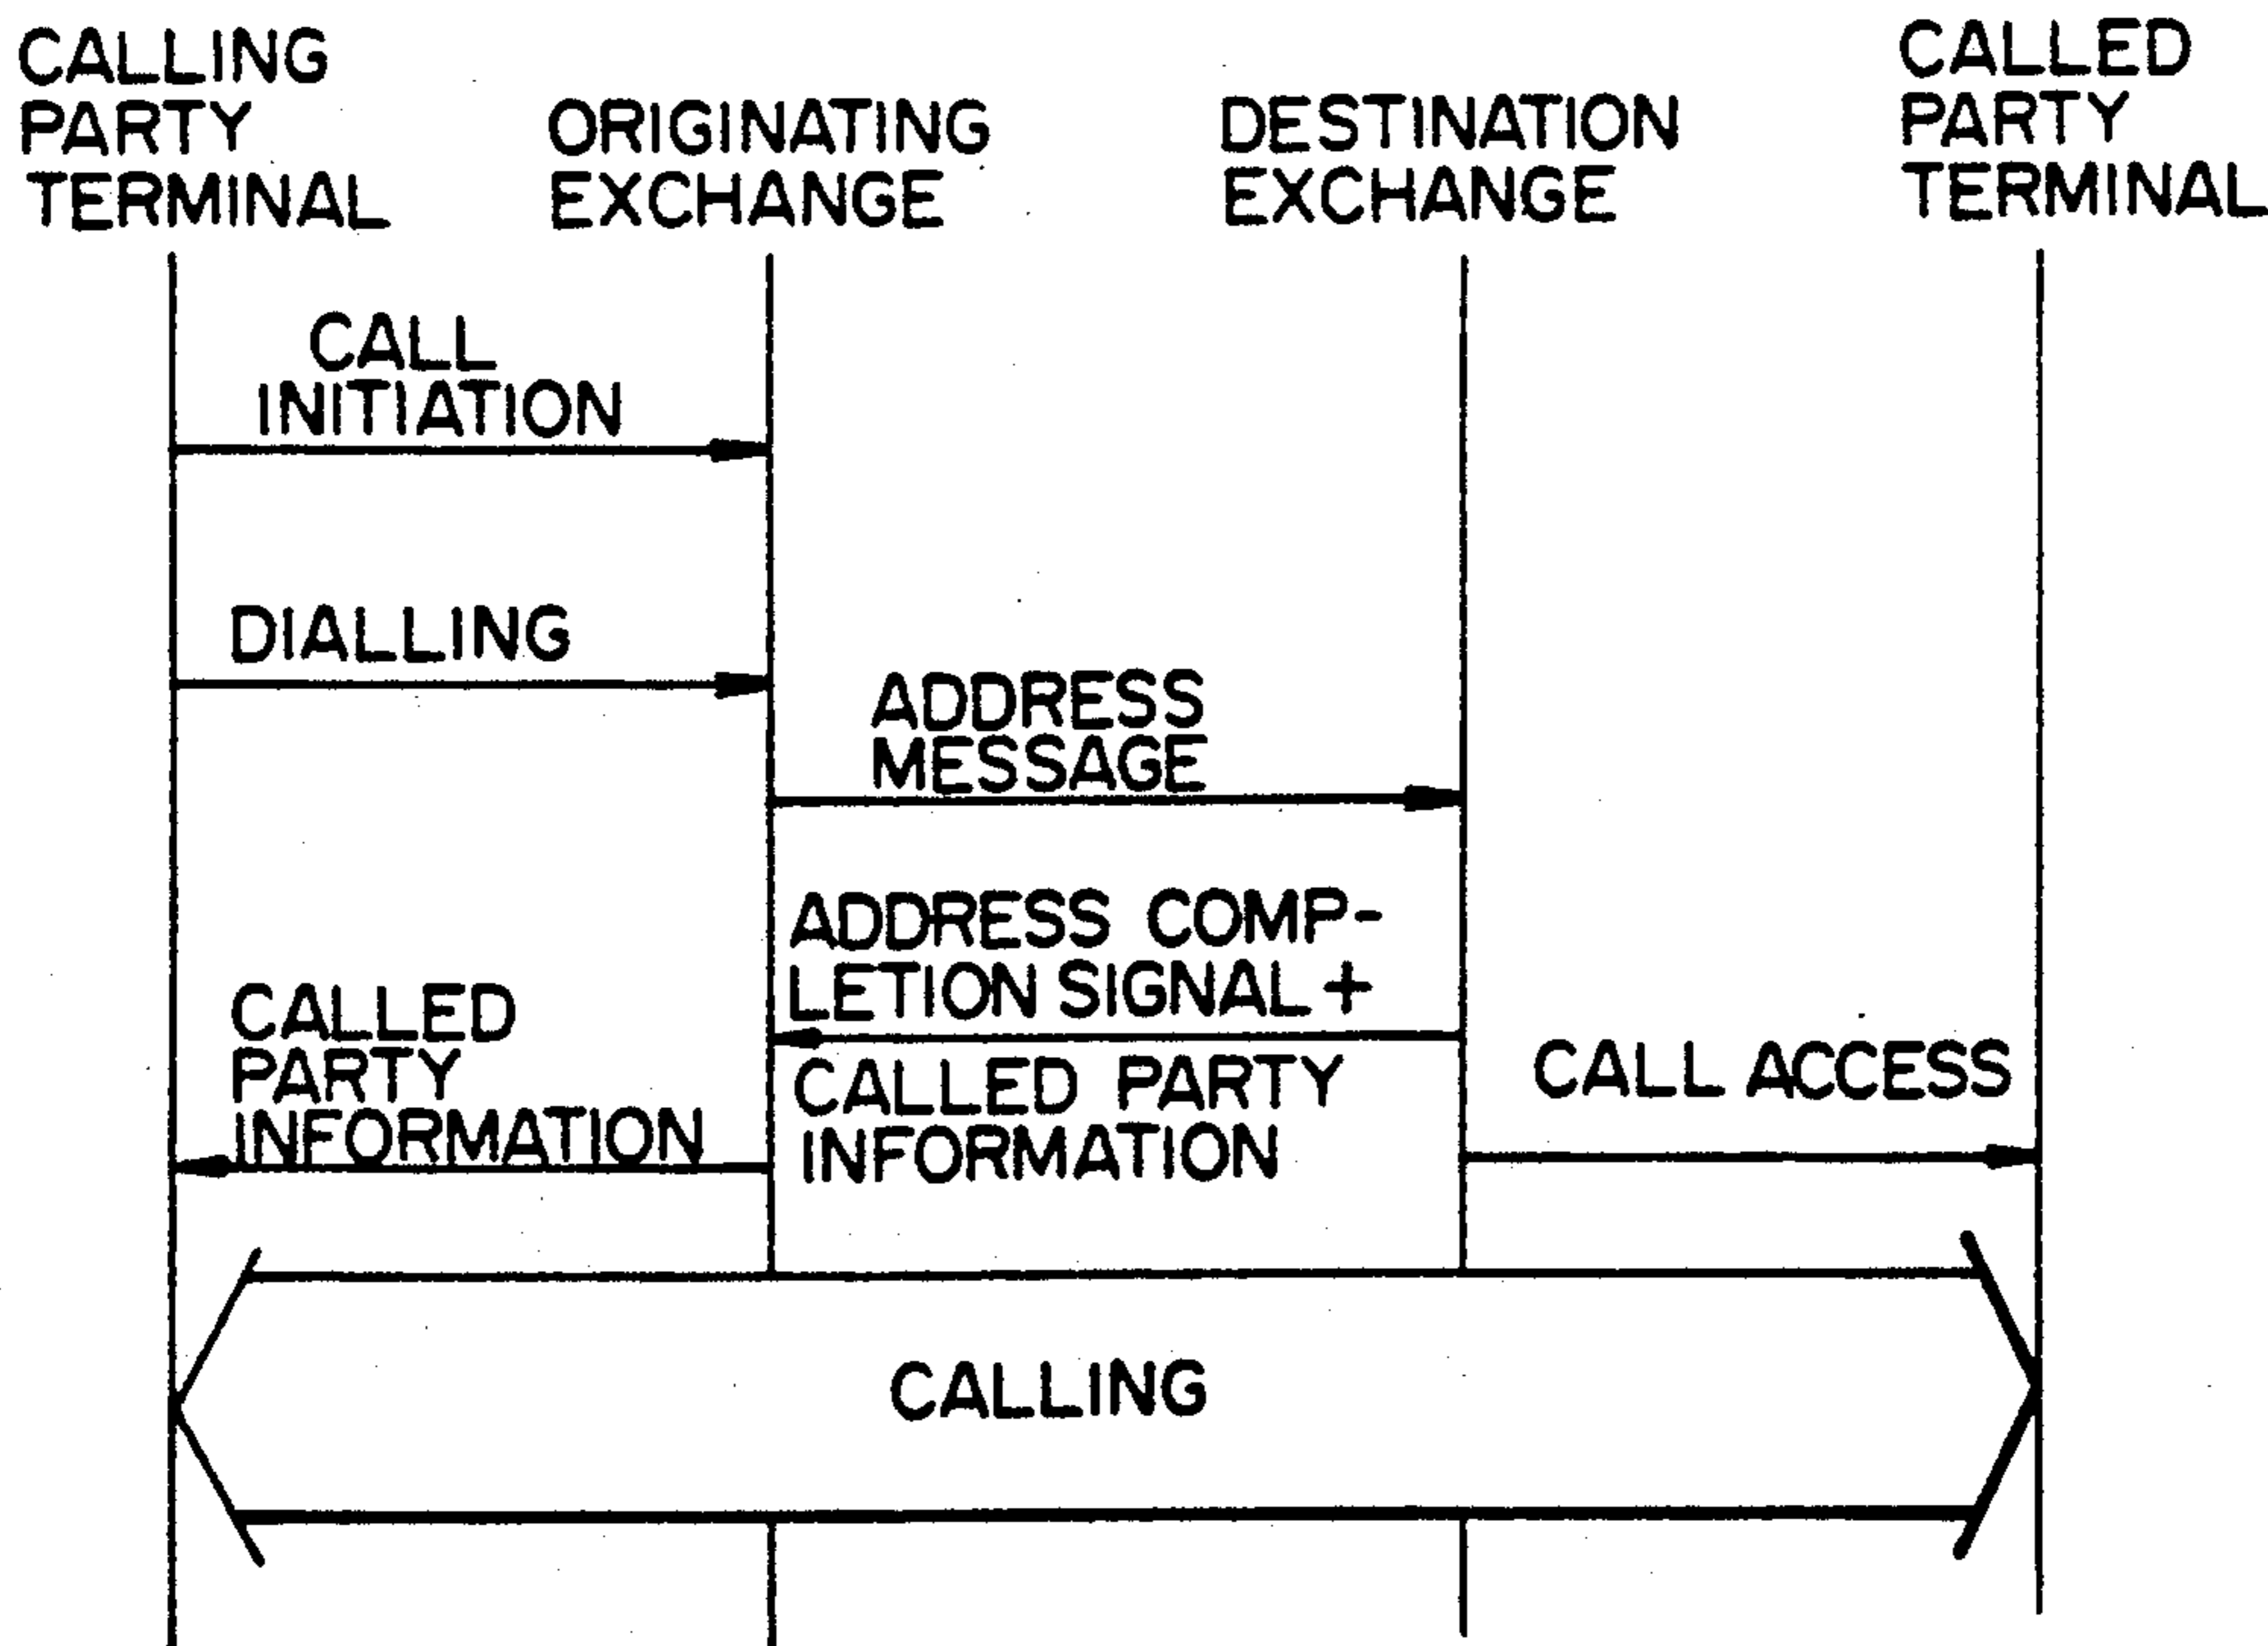 CALLING
PARTY
TERMINAL
ORIGINATING
EXCHANGE
DESTINATION
EXCHANGE
CALLED
PARTY
TERMINAL
CALL
INITIATION
DIALLING
ADDRESS
MESSAGE
ADDRESS COMP-
LETION SIGNAL +
CALLED PARTY
INFORMATION
CALLED
PARTY
INFORMATION
CALL ACCESS
CALLING